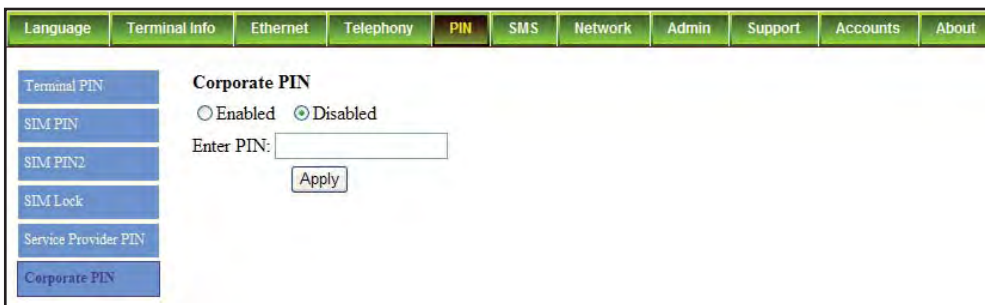 Language Terminal Info Ethernet Telephony PIN SMS Network Admin Support Accounts About
Terminal PIN
SIM PIN
SIM PIN2
SIM Lock
Service Provider PIN
Corporate PIN
Corporate PIN
Enabled Disabled
Enter PIN:
Apply